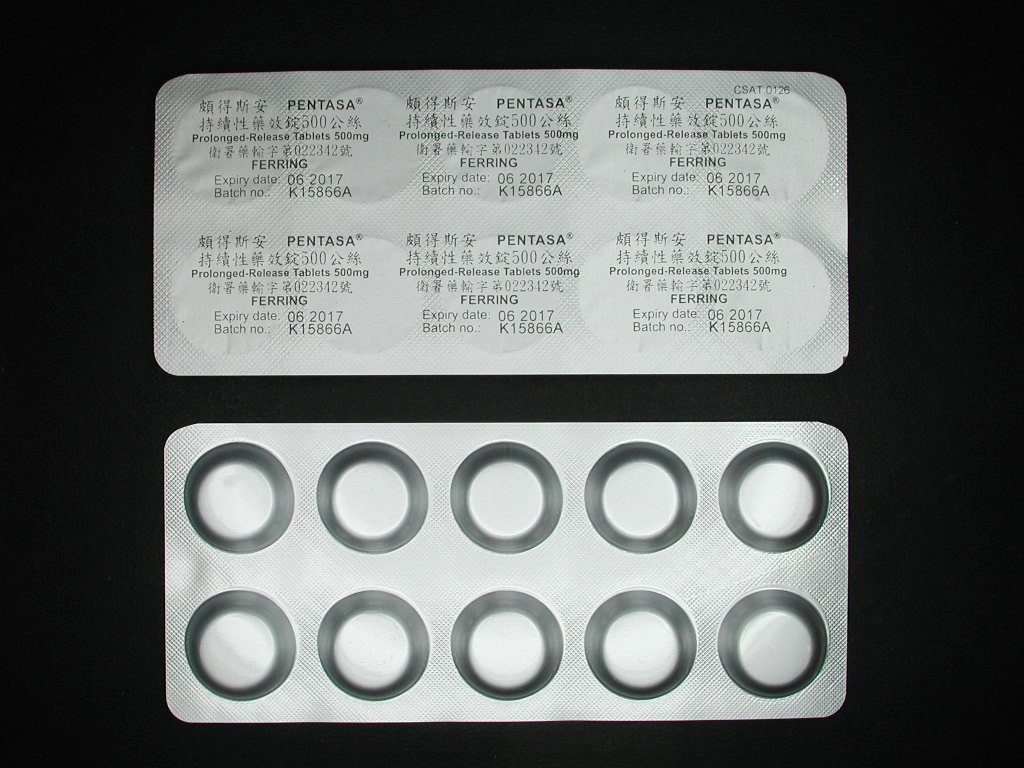 CSAT 0126
頗得斯安 PENTASA® 頗得斯安 PENTASA® 頗得斯安 PENTASA®
持續性藥效錠500公絲 持續性藥效錠500公絲 持續性藥效錠500公絲
Prolonged-Release Tablets 500mg Prolonged-Release Tablets 500mg Prolonged-Release Tablets 500mg
衛署藥輸字第022342號 衛署藥輸字第022342號 衛署藥輸字第022342號
FERRING FERRING FERRING
Expiry date: 06 2017 Expiry date: 06 2017 Expiry date: 06 2017
Batch no.: K15866A Batch no.: K15866A Batch no.: K15866A
頗得斯安 PENTASA® 頗得斯安 PENTASA® 頗得斯安 PENTASA®
持續性藥效錠500公絲 持續性藥效錠500公絲 持續性藥效錠500公絲
Prolonged-Release Tablets 500mg Prolonged-Release Tablets 500mg Prolonged-Release Tablets 500mg
衛署藥輸字第022342號 衛署藥輸字第022342號 衛署藥輸字第022342號
FERRING FERRING FERRING
Expiry date: 06 2017 Expiry date: 06 2017 Expiry date: 06 2017
Batch no.: K15866A Batch no.: K15866A Batch no.: K15866A